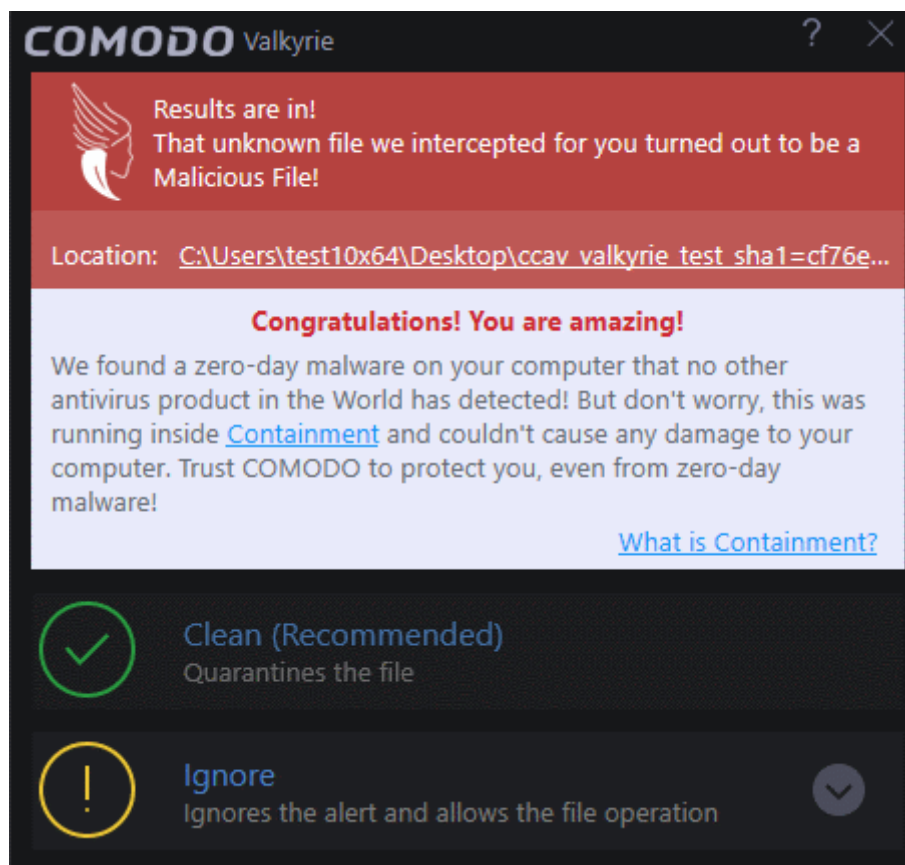 COMODO Valkyrie ?
Results are in!
That unknown file we intercepted for you turned out to be a
Malicious File!
Location: C:\Users\test10x64\Desktop\ccav_valkyrie_test_sha1=cf76e...
Congratulations! You are amazing!
We found a zero-day malware on your computer that no other
antivirus product in the World has detected! But don't worry, this was
running inside Containment and couldn't cause any damage to your
computer. Trust COMODO to protect you, even from zero-day
malware!
What is Containment?
Clean (Recommended)
Quarantines the file
!
Ignore
Ignores the alert and allows the file operation